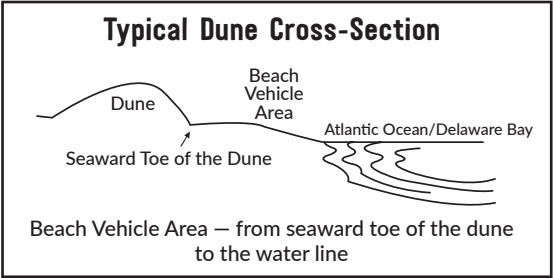 Typical Dune Cross-Section
Beach
Vehicle
Area
Dune
Atlantic Ocean/Delaware Bay
Seaward Toe of the Dune
Beach Vehicle Area — from seaward toe of the dune
to the water line